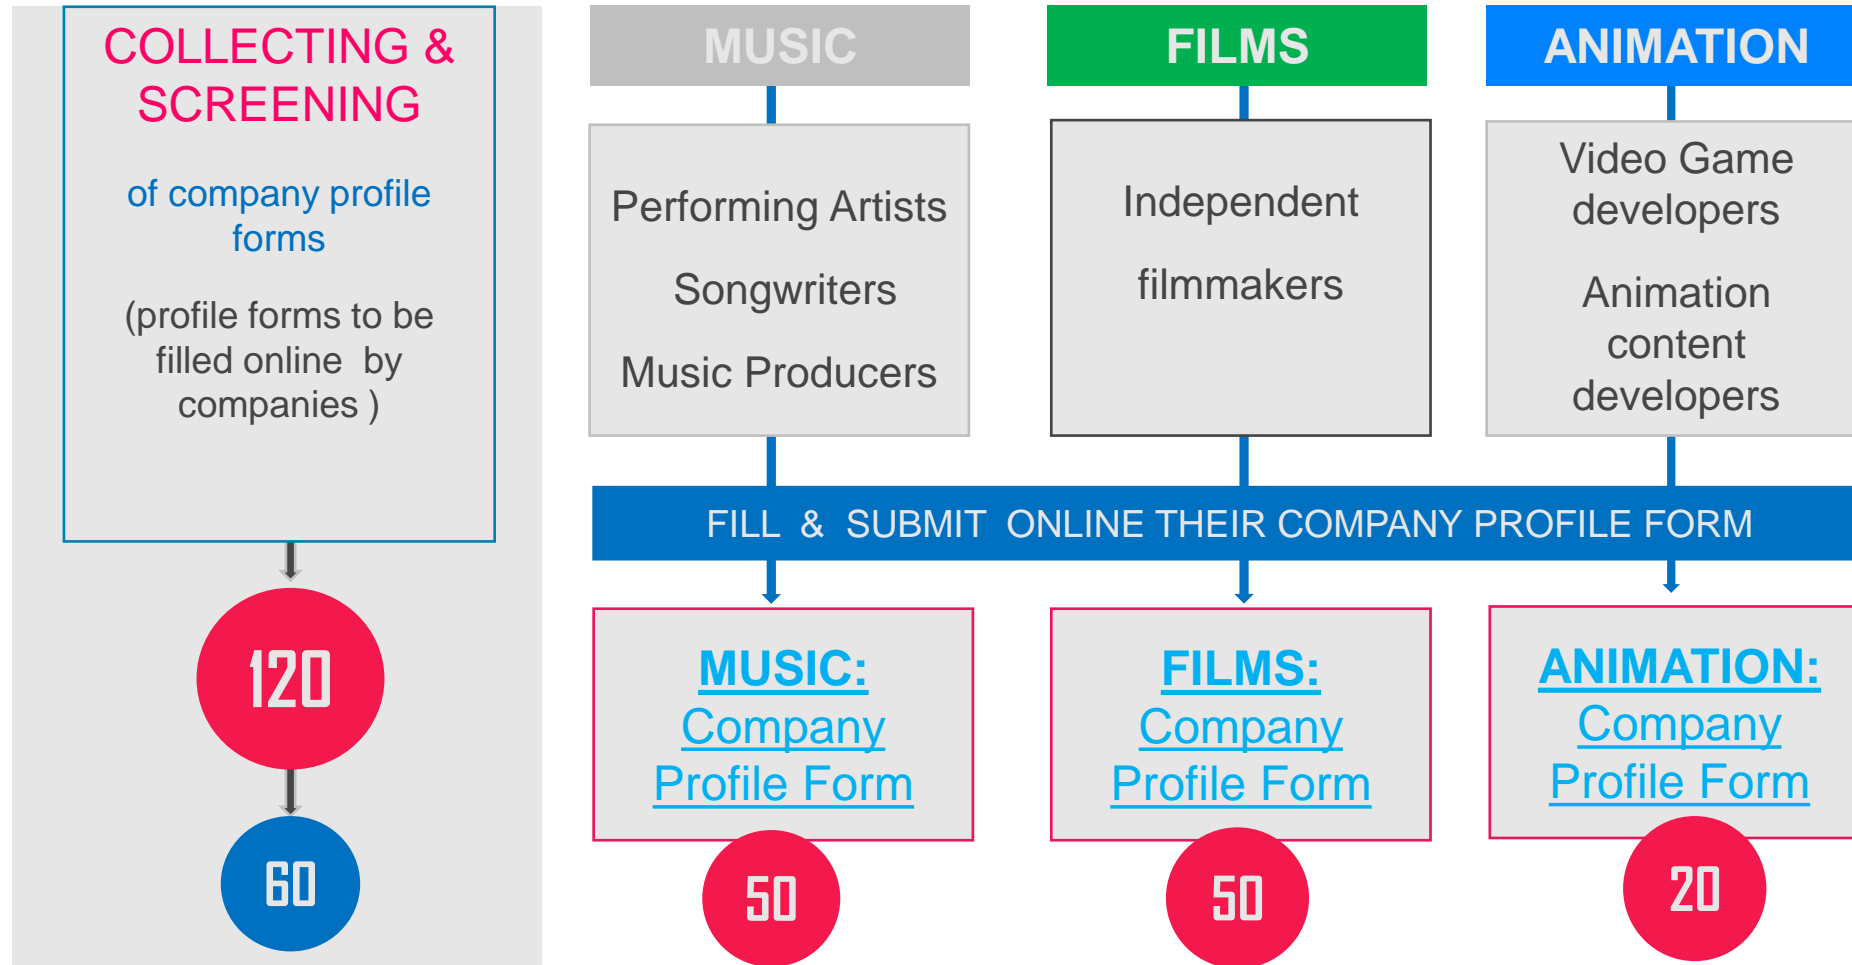 COLLECTING &
SCREENING
of company profile
forms
(profile forms to be
filled online  by
companies )
120
60
MUSIC
Performing Artists
Songwriters
Music Producers
FILMS
Independent
filmmakers
ANIMATION
Video Game
developers
Animation
content
developers
FILL  &  SUBMIT  ONLINE THEIR COMPANY PROFILE FORM
MUSIC:
Company
Profile Form
50
FILMS:
Company
Profile Form
50
ANIMATION:
Company
Profile Form
20